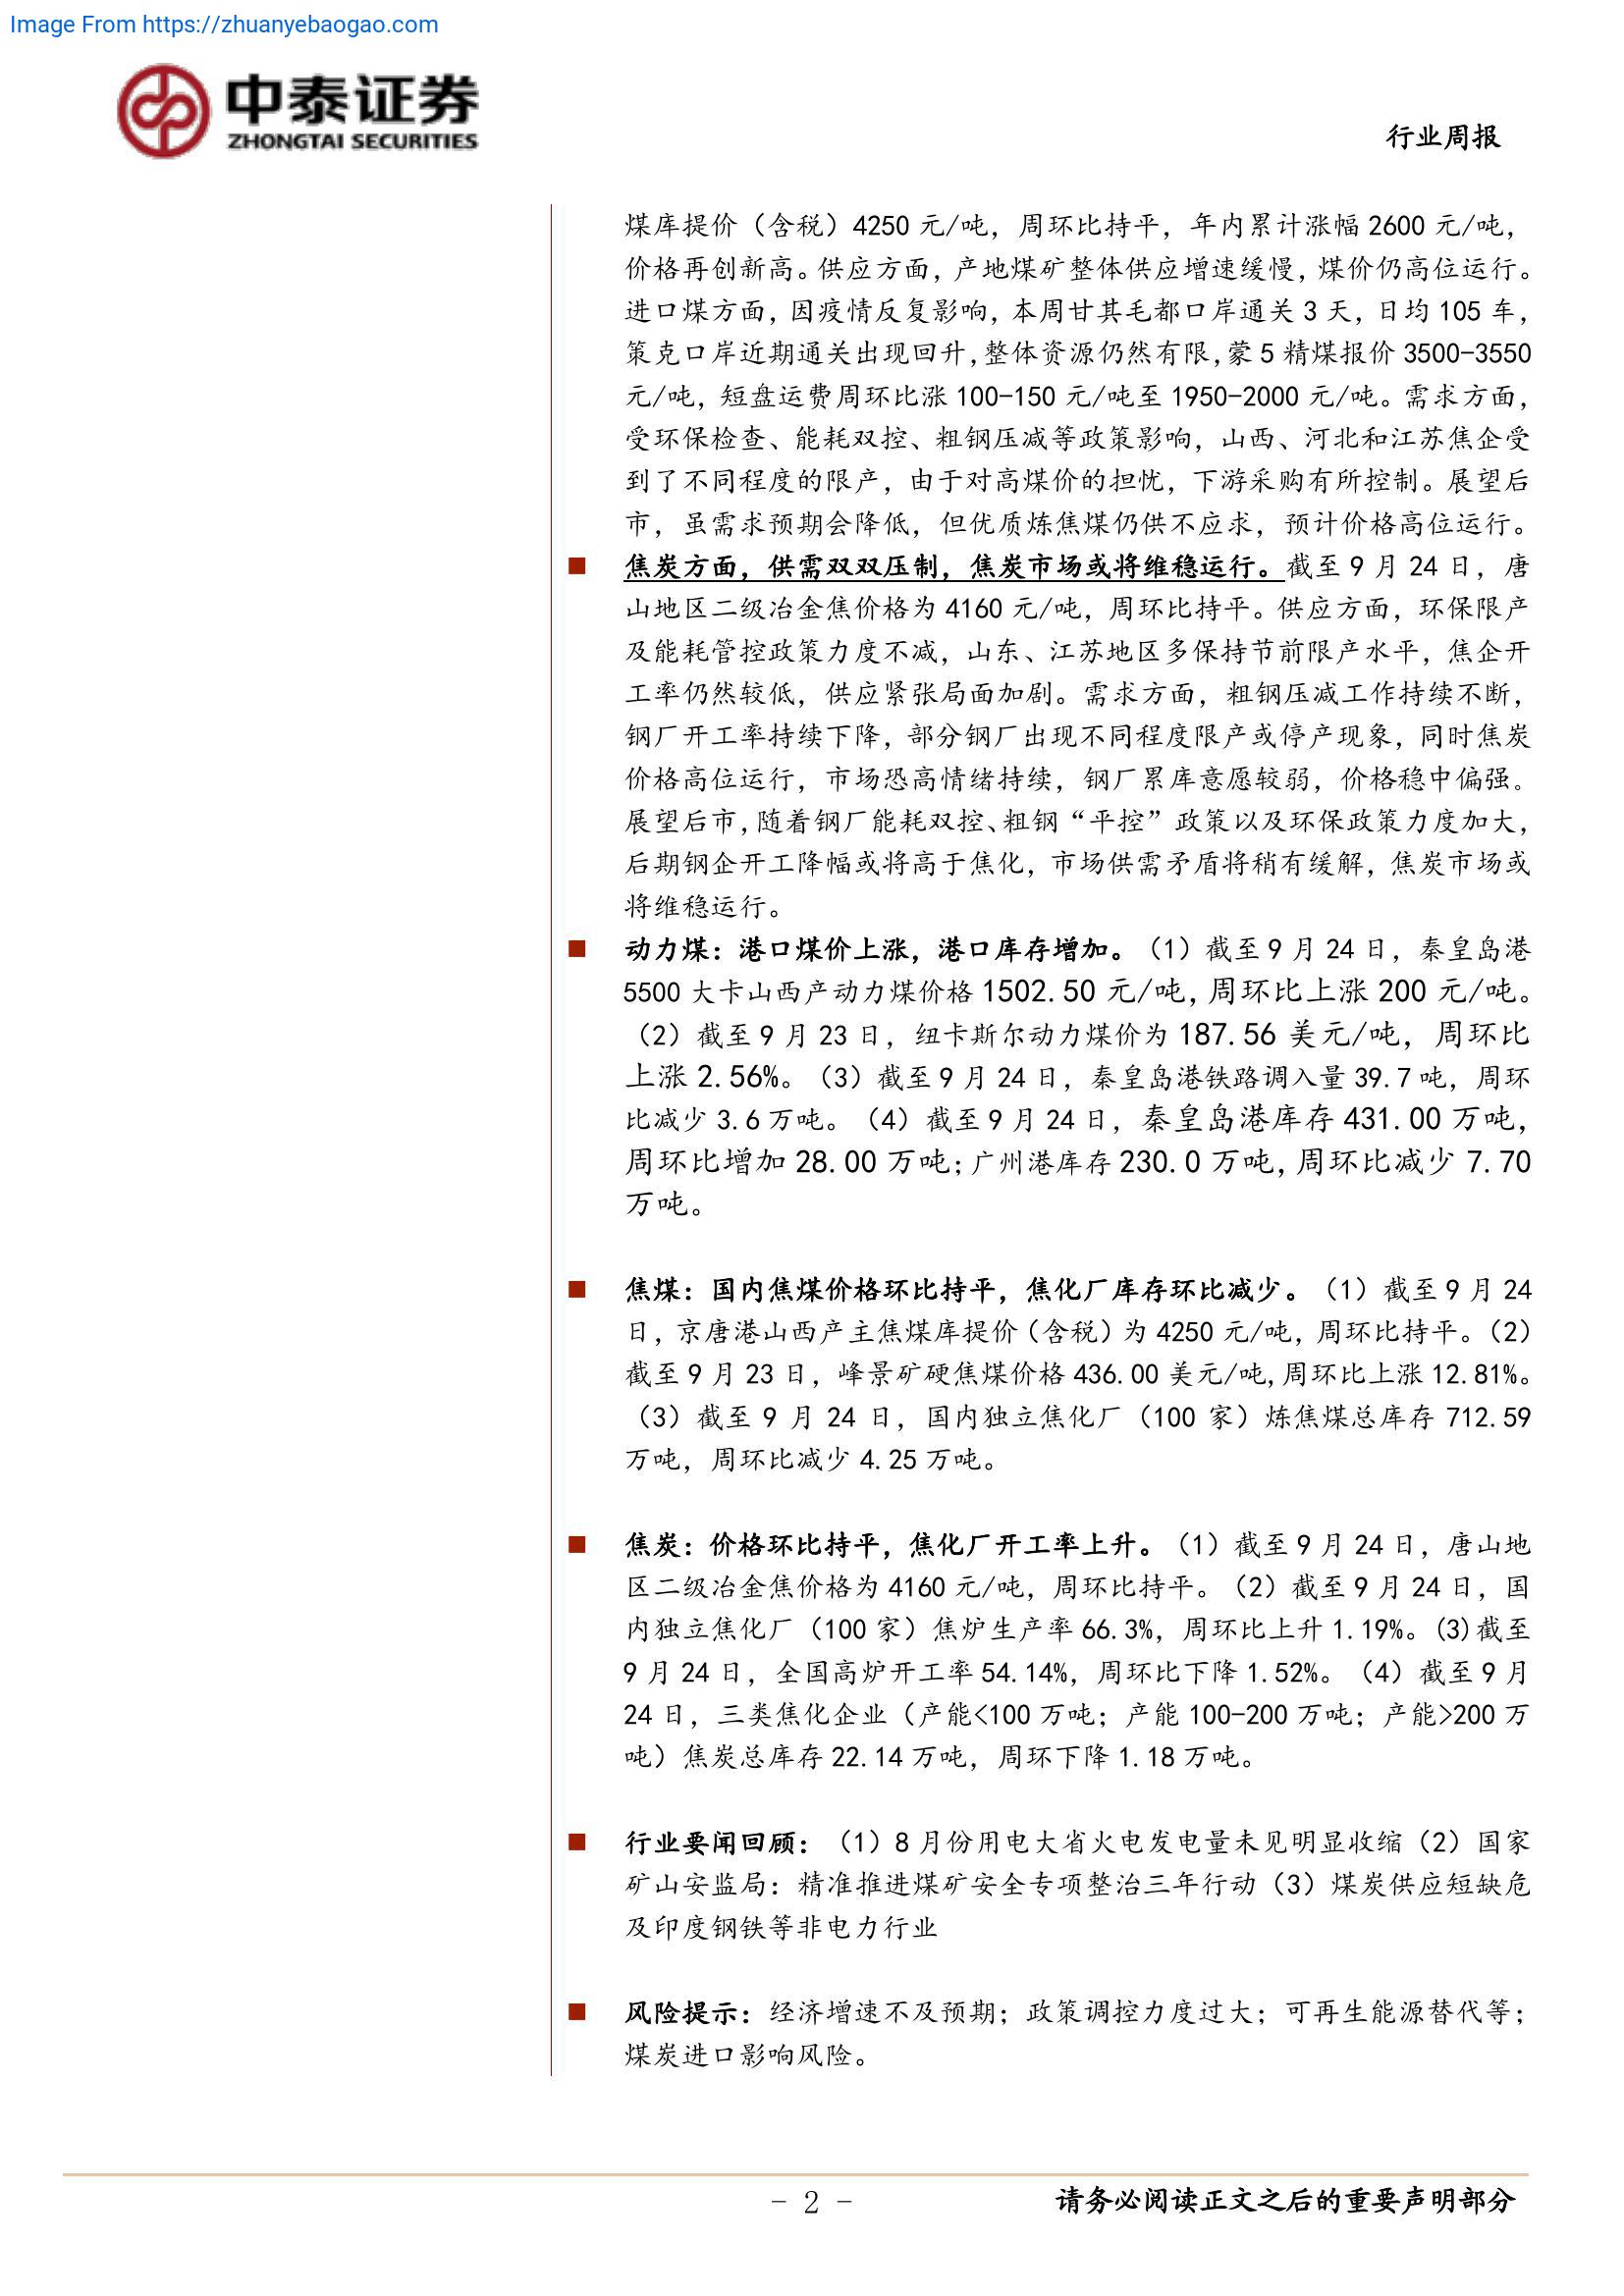 Image From https://zhuanyebaogao.com
中泰证券
ZHONGTAI SECURITIES
行业周报
煤库提价（含税）4250 元/吨，周环比持平，年内累计涨幅 2600 元/吨，
价格再创新高。供应方面，产地煤矿整体供应增速缓慢，煤价仍高位运行。
进口煤方面，因疫情反复影响，本周甘其毛都口岸通关 3 天，日均 105 车，
策克口岸近期通关出现回升，整体资源仍然有限，蒙 5 精煤报价 3500-3550
元/吨，短盘运费周环比涨 100-150 元/吨至 1950-2000 元/吨。需求方面，
受环保检查、能耗双控、粗钢压减等政策影响，山西、河北和江苏焦企受
到了不同程度的限产，由于对高煤价的担忧，下游采购有所控制。展望后
市，虽需求预期会降低，但优质炼焦煤仍供不应求，预计价格高位运行。
■ 焦炭方面，供需双双压制，焦炭市场或将维稳运行。截至 9 月 24 日，唐
山地区二级冶金焦价格为 4160 元/吨，周环比持平。供应方面，环保限产
及能耗管控政策力度不减，山东、江苏地区多保持节前限产水平，焦企开
工率仍然较低，供应紧张局面加剧。需求方面，粗钢压减工作持续不断，
钢厂开工率持续下降，部分钢厂出现不同程度限产或停产现象，同时焦炭
价格高位运行，市场恐高情绪持续，钢厂累库意愿较弱，价格稳中偏强。
展望后市，随着钢厂能耗双控、粗钢“平控”政策以及环保政策力度加大，
后期钢企开工降幅或将高于焦化，市场供需矛盾将稍有缓解，焦炭市场或
将维稳运行。
■ 动力煤：港口煤价上涨，港口库存增加。（1）截至 9 月 24 日，秦皇岛港
5500 大卡山西产动力煤价格 1502.50 元/吨，周环比上涨 200 元/吨。
（2）截至 9 月 23 日，纽卡斯尔动力煤价为 187.56 美元/吨，周环比
上涨 2.56%。（3）截至 9 月 24 日，秦皇岛港铁路调入量 39.7 吨，周环
比减少 3.6 万吨。（4）截至 9 月 24 日，秦皇岛港库存 431.00 万吨，
周环比增加 28.00 万吨；广州港库存 230.0 万吨，周环比减少 7.70
万吨。
■ 焦煤：国内焦煤价格环比持平，焦化厂库存环比减少。（1）截至 9 月 24
日，京唐港山西产主焦煤库提价（含税）为 4250 元/吨，周环比持平。（2）
截至 9 月 23 日，峰景矿硬焦煤价格 436.00 美元/吨，周环比上涨 12.81%。
（3）截至 9 月 24 日，国内独立焦化厂（100 家）炼焦煤总库存 712.59
万吨，周环比减少 4.25 万吨。
■ 焦炭：价格环比持平，焦化厂开工率上升。（1）截至 9 月 24 日，唐山地
区二级冶金焦价格为 4160 元/吨，周环比持平。（2）截至 9 月 24 日，国
内独立焦化厂（100 家）焦炉生产率 66.3%，周环比上升 1.19%。(3)截至
9 月 24 日，全国高炉开工率 54.14%，周环比下降 1.52%。（4）截至 9 月
24 日，三类焦化企业（产能<100 万吨；产能 100-200 万吨；产能>200 万
吨）焦炭总库存 22.14 万吨，周环下降 1.18 万吨。
■ 行业要闻回顾：（1）8 月份用电大省火电发电量未见明显收缩（2）国家
矿山安监局：精准推进煤矿安全专项整治三年行动（3）煤炭供应短缺危
及印度钢铁等非电力行业
■ 风险提示：经济增速不及预期；政策调控力度过大；可再生能源替代等；
煤炭进口影响风险。
- 2 -
请务必阅读正文之后的重要声明部分